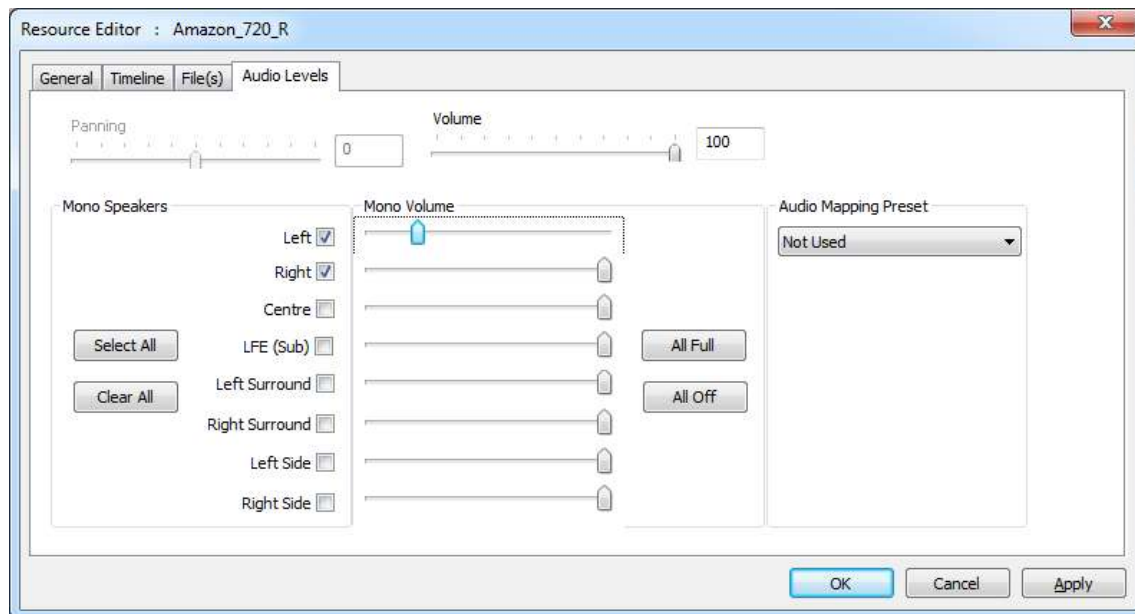 Resource Editor : Amazon_720_R
General Timeline File(s) Audio Levels
Panning
0
Volume
100
Mono Speakers
Left
Right
Centre
LFE (Sub)
Left Surround
Right Surround
Left Side
Right Side
Select All
Clear All
Mono Volume
All Full
All Off
Audio Mapping Preset
Not Used
OK Cancel Apply